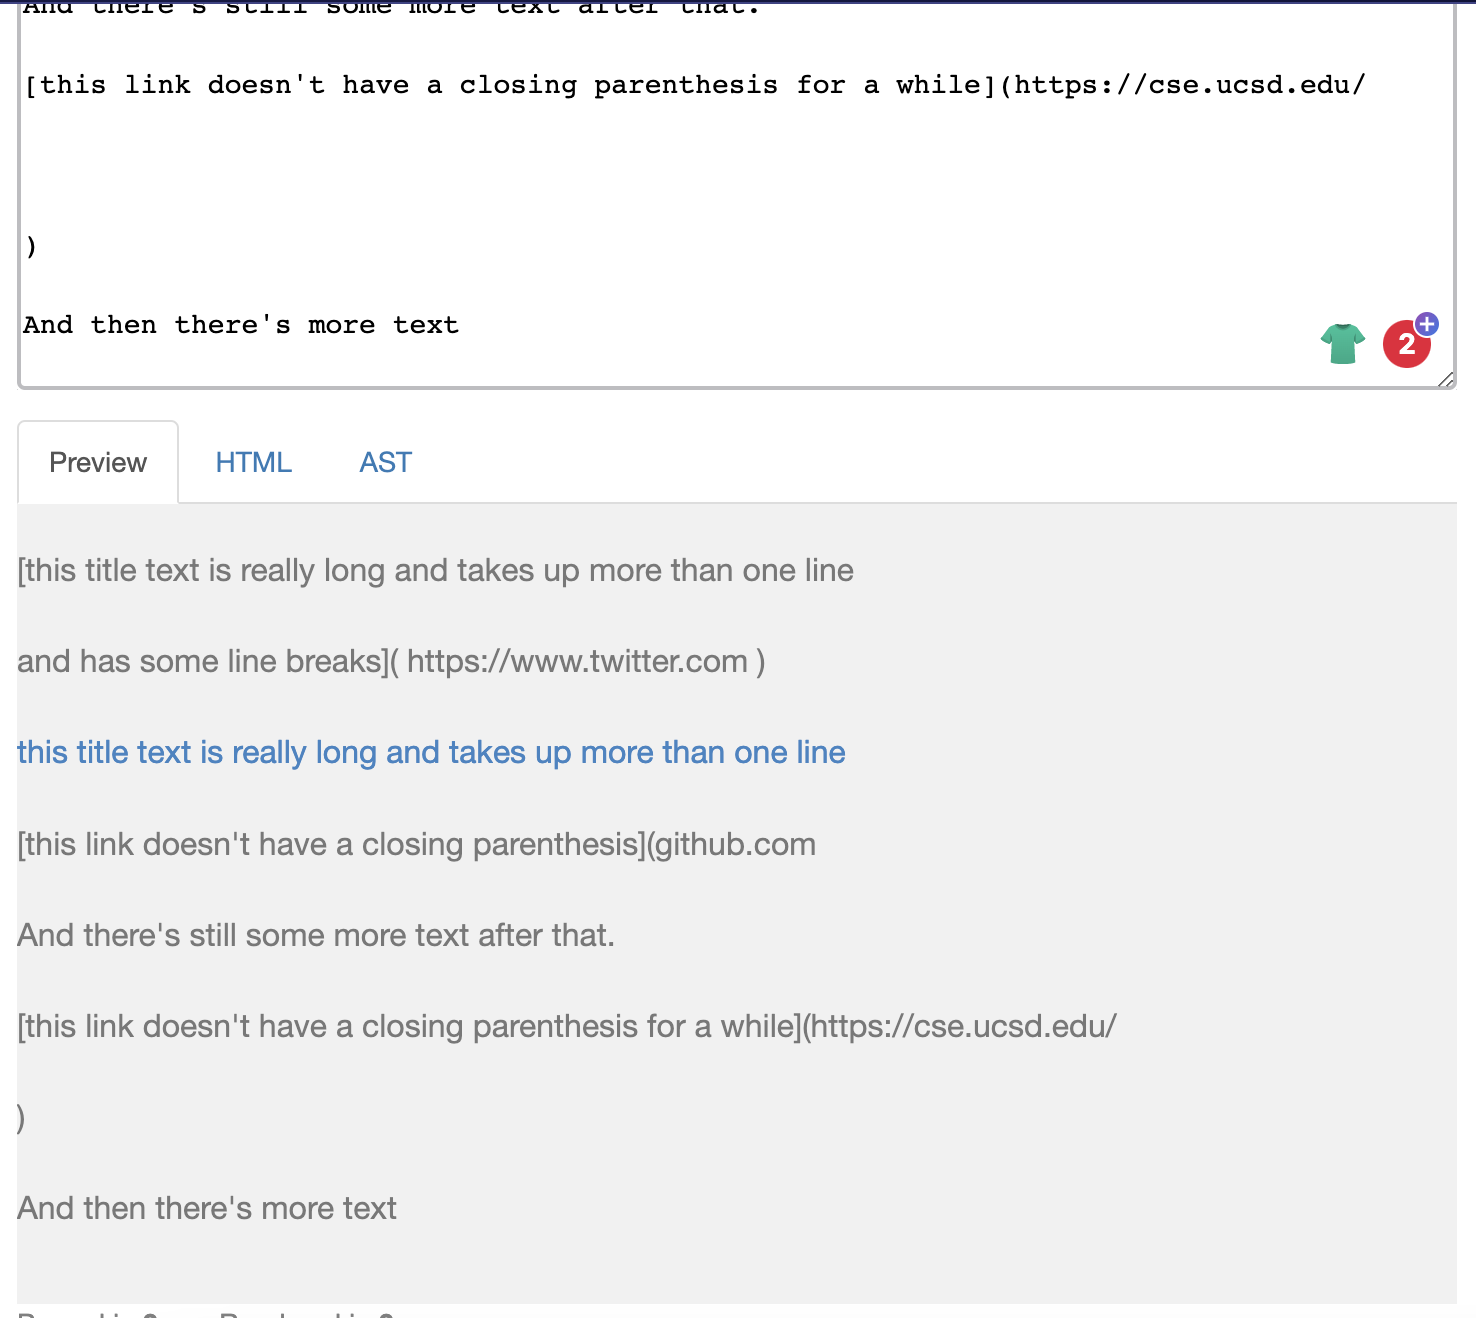 And there's still some more text after that.
[this link doesn't have a closing parenthesis for a while](https://cse.ucsd.edu/
)
And then there's more text
2
+
Preview HTML AST
[this title text is really long and takes up more than one line
and has some line breaks]( https://www.twitter.com )
this title text is really long and takes up more than one line
[this link doesn't have a closing parenthesis](github.com
And there's still some more text after that.
[this link doesn't have a closing parenthesis for a while](https://cse.ucsd.edu/
)
And then there's more text